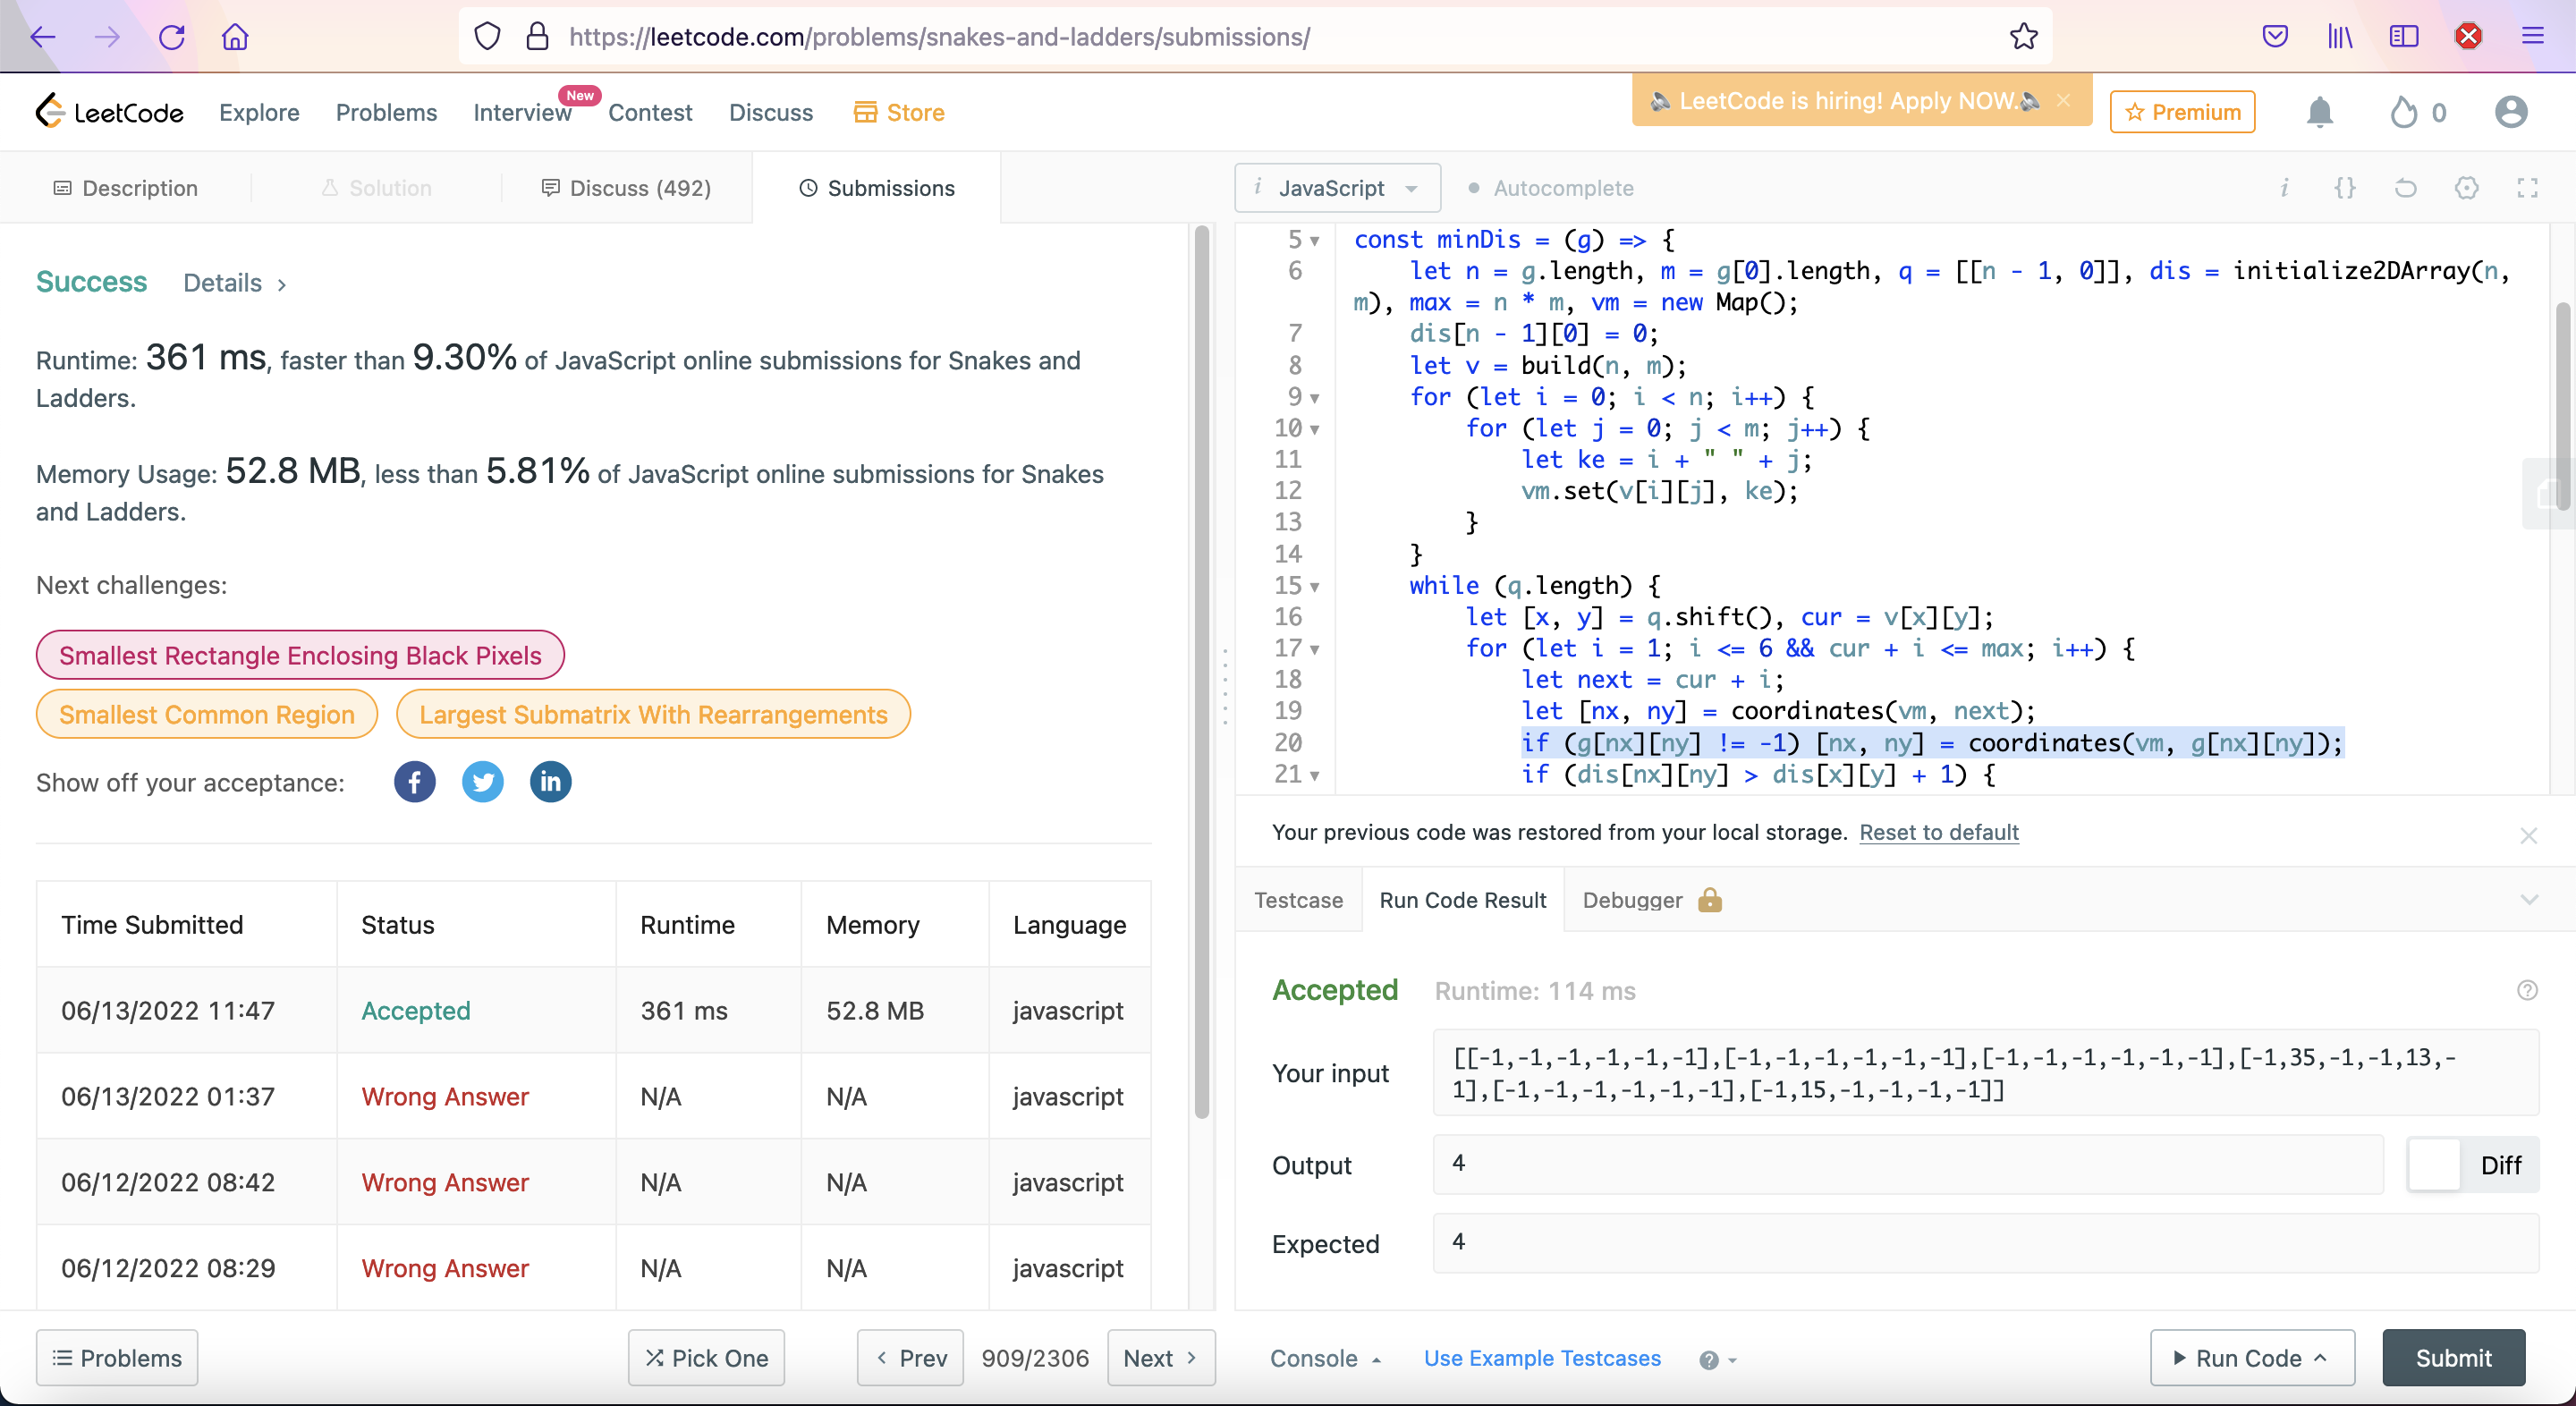 https://leetcode.com/problems/snakes-and-ladders/submissions/
LeetCode Explore Problems Interview New Contest Discuss Store
LeetCode is hiring! Apply NOW. × Premium 0
Description Solution Discuss (492) Submissions
i JavaScript Autocomplete i {}
Success Details >
Runtime: 361 ms, faster than 9.30% of JavaScript online submissions for Snakes and
Ladders.
Memory Usage: 52.8 MB, less than 5.81% of JavaScript online submissions for Snakes
and Ladders.
Next challenges:
Smallest Rectangle Enclosing Black Pixels
Smallest Common Region Largest Submatrix With Rearrangements
Show off your acceptance: f in
Time Submitted Status Runtime Memory Language
06/13/2022 11:47 Accepted 361 ms 52.8 MB javascript
06/13/2022 01:37 Wrong Answer N/A N/A javascript
06/12/2022 08:42 Wrong Answer N/A N/A javascript
06/12/2022 08:29 Wrong Answer N/A N/A javascript
5 const minDis = (g) => {
6 let n = g.length, m = g[0].length, q = [[n - 1, 0]], dis = initialize2DArray(n,
m), max = n * m, vm = new Map();
7 dis[n - 1][0] = 0;
8 let v = build(n, m);
9 for (let i = 0; i < n; i++) {
10 for (let j = 0; j < m; j++) {
11 let ke = i + " " + j;
12 vm.set(v[i][j], ke);
13 }
14 }
15 while (q.length) {
16 let [x, y] = q.shift(), cur = v[x][y];
17 for (let i = 1; i <= 6 && cur + i <= max; i++) {
18 let next = cur + i;
19 let [nx, ny] = coordinates(vm, next);
20 if (g[nx][ny] != -1) [nx, ny] = coordinates(vm, g[nx][ny]);
21 if (dis[nx][ny] > dis[x][y] + 1) {
Your previous code was restored from your local storage. Reset to default
Testcase Run Code Result Debugger
Accepted Runtime: 114 ms
Your input
[[-1,-1,-1,-1,-1,-1],[-1,-1,-1,-1,-1,-1],[-1,-1,-1,-1,-1,-1],[-1,35,-1,-1,13,-
1],[-1,-1,-1,-1,-1,-1],[-1,15,-1,-1,-1,-1]]
Output 4 Diff
Expected 4
Problems Pick One < Prev 909/2306 Next >
Console Use Example Testcases ? Run Code Submit